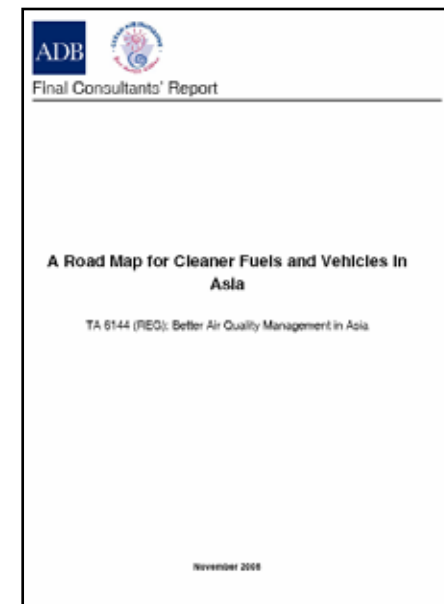 ADB
Final Consultants' Report
A Road Map for Cleaner Fuels and Vehicles in
Asia
TA 6144 (REG): Better Air Quality Management in Asia
November